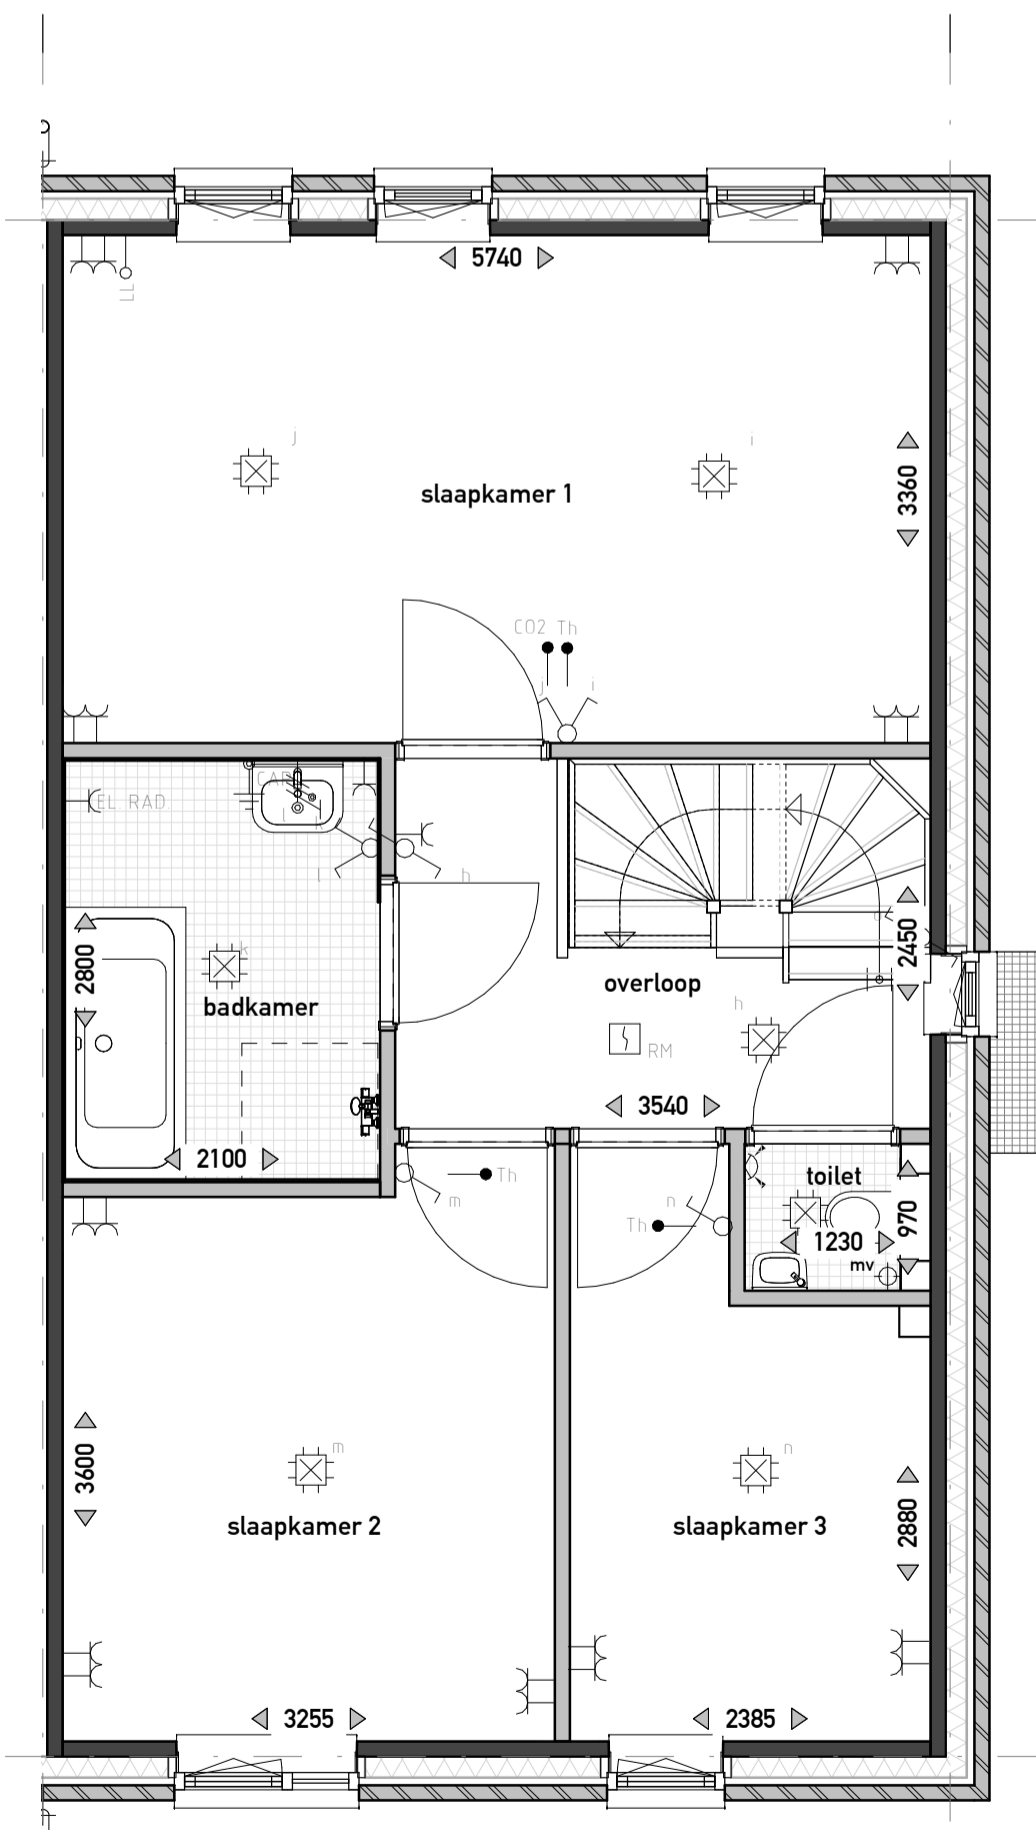 5740
LL
j
i
slaapkamer 1
3360
CO2 Th
j
i
EL. RAD.
l
h
k
2800
badkamer
2450
overloop
h
RM
3540
2100
m
Th
n
Th
toilet
970
1230
mv
m
n
3600
slaapkamer 2
slaapkamer 3
2880
3255
2385